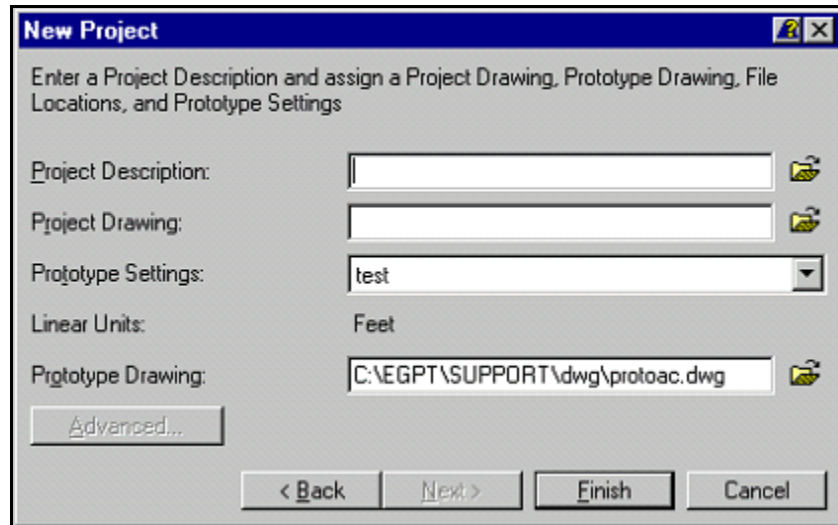 New Project
Enter a Project Description and assign a Project Drawing, Prototype Drawing, File
Locations, and Prototype Settings
Project Description:
Project Drawing:
Prototype Settings: test
Linear Units: Feet
Prototype Drawing: C:\EGPT\SUPPORT\dwg\protoac.dwg
Advanced...
< Back Next > Finish Cancel